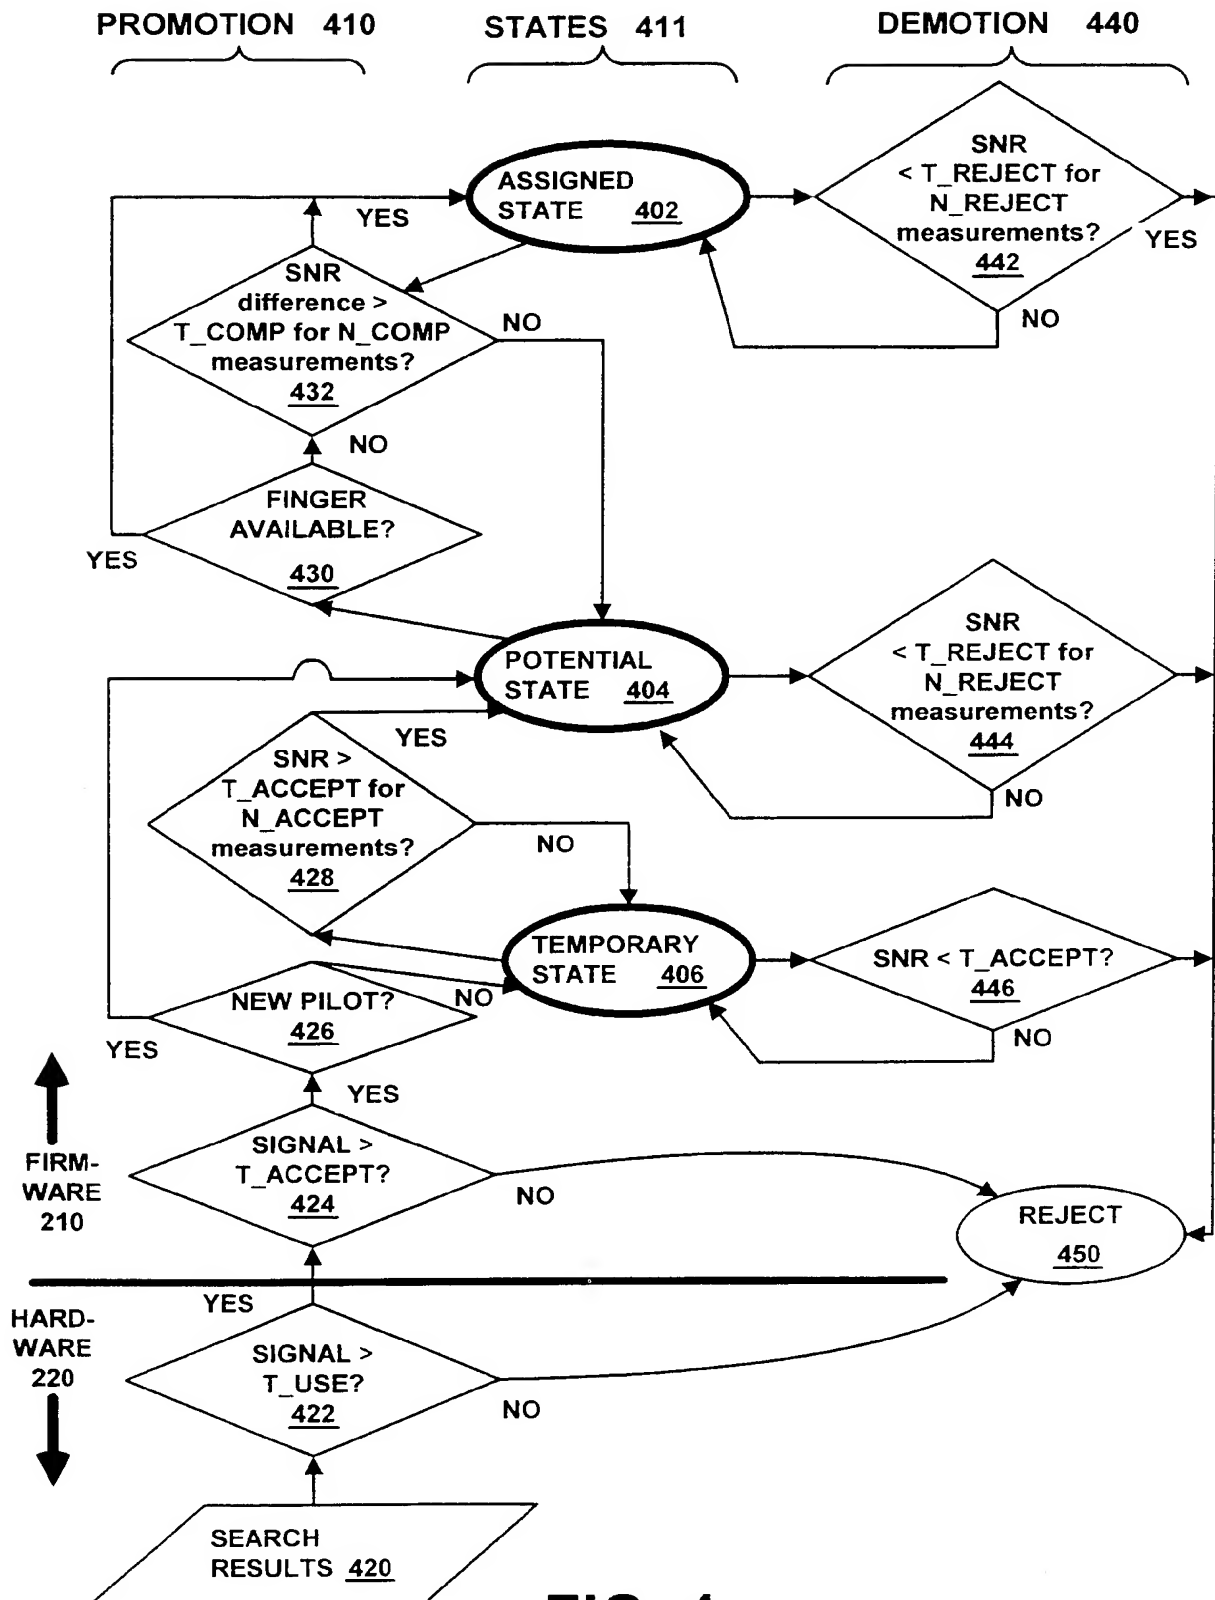 PROMOTION 410
STATES 411
DEMOTION 440
ASSIGNED
STATE 402
SNR
< T_REJECT for
N_REJECT
measurements?
442
YES
NO
YES
SNR
difference >
T_COMP for N_COMP
measurements?
432
NO
NO
FINGER
AVAILABLE?
430
YES
POTENTIAL
STATE 404
SNR
< T_REJECT for
N_REJECT
measurements?
444
NO
YES
SNR >
T_ACCEPT for
N_ACCEPT
measurements?
428
NO
TEMPORARY
STATE 406
SNR < T_ACCEPT?
446
NO
NEW PILOT?
426
NO
YES
YES
SIGNAL >
T_ACCEPT?
424
NO
FIRM-
WARE
210
REJECT
450
HARD-
WARE
220
YES
SIGNAL >
T_USE?
422
NO
SEARCH
RESULTS 420